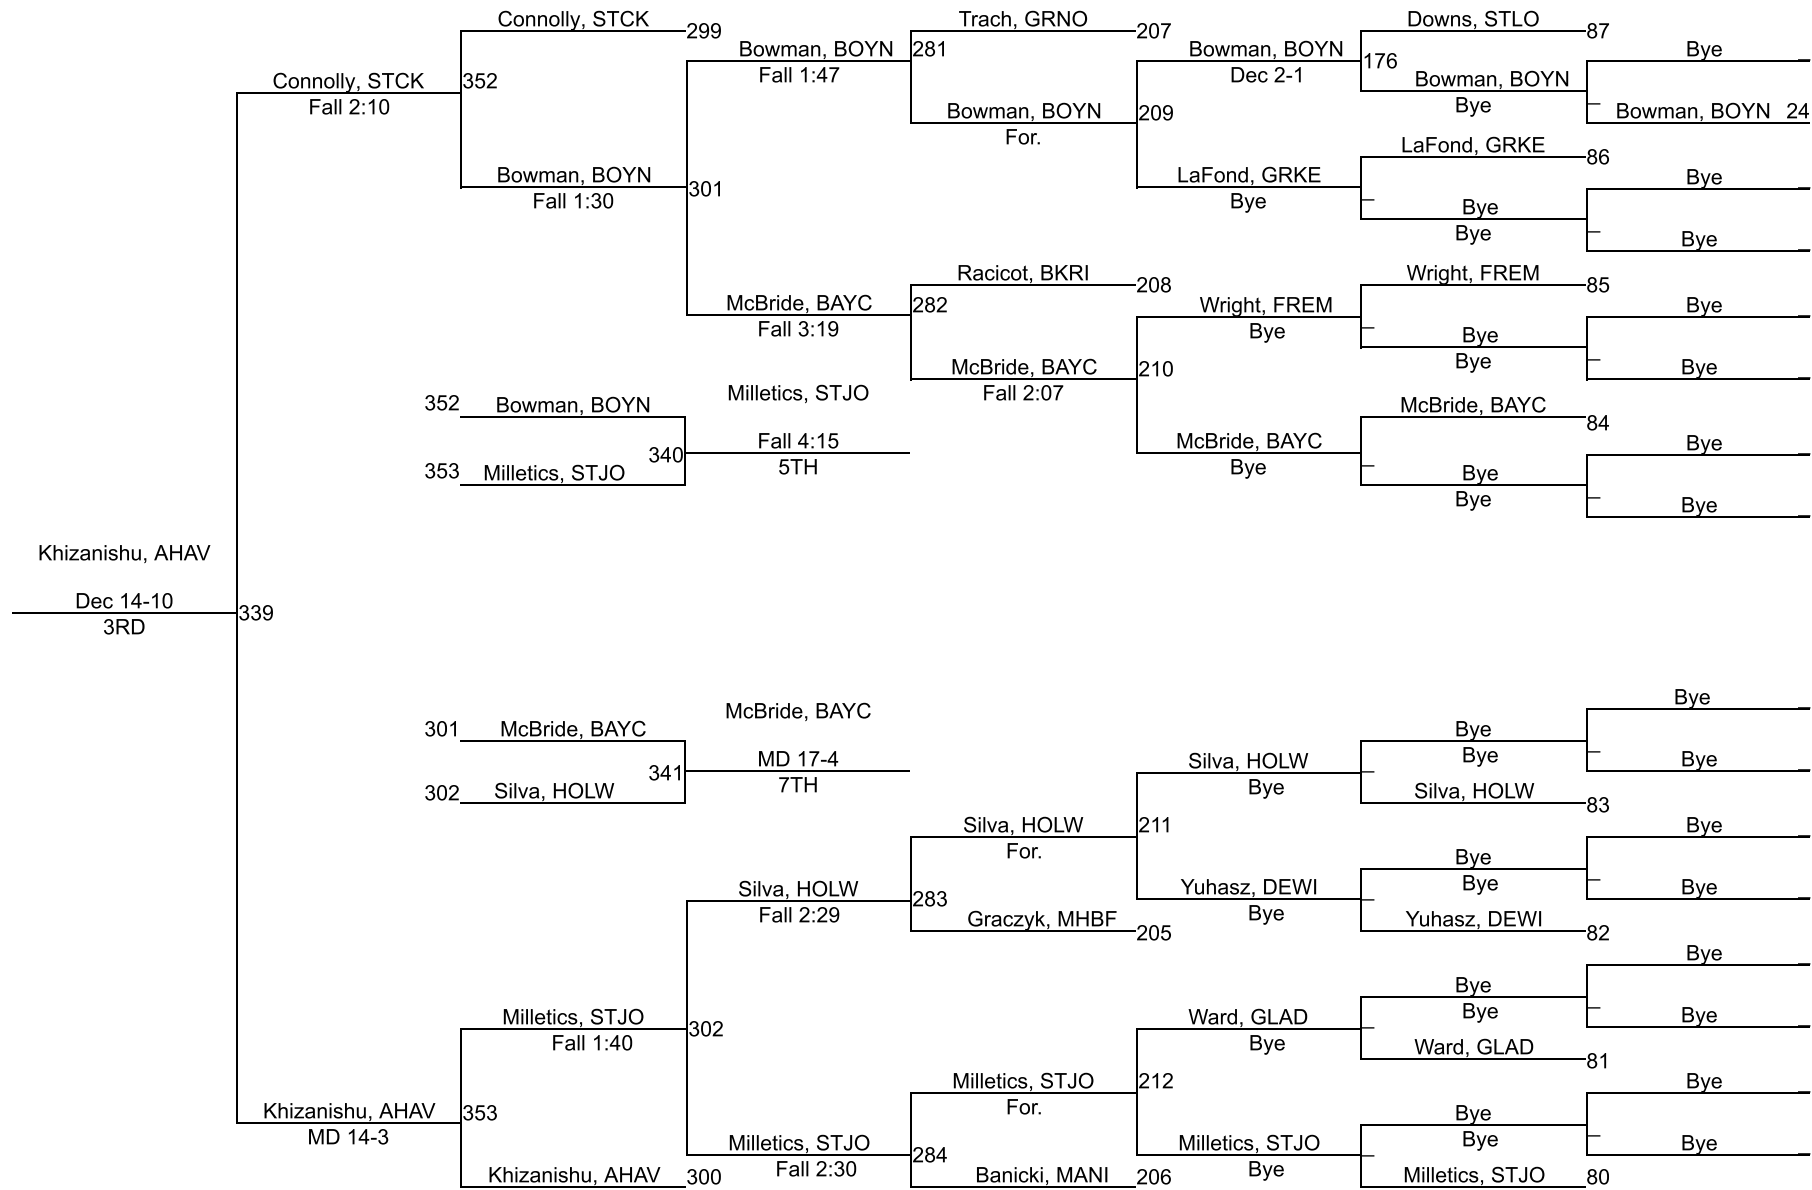 Connolly, STCK
299
Trach, GRNO
207
Downs, STLO
87
Bowman, BOYN
281
Bowman, BOYN
Bye
Connolly, STCK
352
Fall 1:47
Dec 2-1
176
Bowman, BOYN
Fall 2:10
Bowman, BOYN
209
Bye
Bowman, BOYN 24
For.
LaFond, GRKE
86
Bowman, BOYN
301
LaFond, GRKE
Bye
Fall 1:30
Bye
Bye
Bye
Bye
Racicot, BKRI
208
Wright, FREM
85
McBride, BAYC
282
Wright, FREM
Bye
Fall 3:19
Bye
Bye
Bye
McBride, BAYC
210
Bye
Milletics, STJO
Fall 2:07
352
Bowman, BOYN
McBride, BAYC
84
Fall 4:15
McBride, BAYC
Bye
340
5TH
Bye
353
Milletics, STJO
Bye
Bye
Bye
Khizanishu, AHAV
Dec 14-10
339
3RD
Bye
McBride, BAYC
301
McBride, BAYC
Bye
MD 17-4
Silva, HOLW
Bye
Bye
341
7TH
Bye
302
Silva, HOLW
Silva, HOLW
83
Silva, HOLW
211
Bye
For.
Bye
Silva, HOLW
283
Yuhasz, DEWI
Bye
Bye
Fall 2:29
Graczyk, MHBF
205
Bye
Yuhasz, DEWI
82
Bye
Bye
Milletics, STJO
302
Ward, GLAD
Bye
Bye
Fall 1:40
Bye
Ward, GLAD
81
Milletics, STJO
212
Bye
Khizanishu, AHAV
353
For.
Bye
MD 14-3
Milletics, STJO
284
Milletics, STJO
Bye
Bye
Fall 2:30
Bye
Khizanishu, AHAV
300
Banicki, MANI
206
Milletics, STJO
80